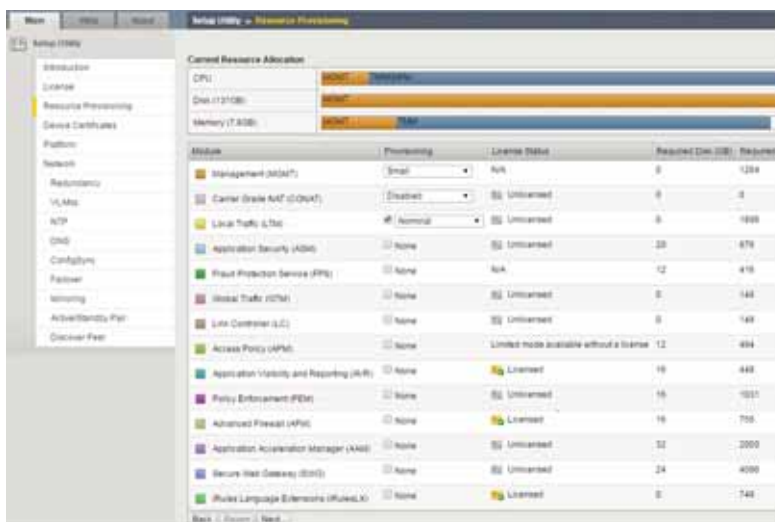 Main Help About
Setup Utility » Resource Provisioning
Setup Utility
Introduction
License
Resource Provisioning
Device Certificates
Platform
Network
Redundancy
VLANs
NTP
DNS
ConfigSync
Failover
Mirroring
Active/Standby Pair
Discover Peer
Current Resource Allocation
CPU MGMT
Disk MGMT
Memory MGMT TMM
Module Provisioning License Status Required Disk (GB) Required
Management (MGMT) Small N/A 0
Carrier Grade NAT (CGNAT) Disabled Unlicensed 0 0
Local Traffic (LTM) Nominal Unlicensed 0
Application Security (ASM) None Unlicensed 20
Fraud Protection Service (FPS) None N/A 12
Global Traffic (GTM) None Unlicensed 0 148
Link Controller (LC) None Unlicensed 0 148
Access Policy (APM) None Limited mode available without a license 12 494
Application Visibility and Reporting (AVR) None Licensed 16 448
Policy Enforcement (PEM) None Unlicensed 16
Advanced Firewall (AFM) None Licensed 16
Application Acceleration Manager (AAM) None Unlicensed 32
Secure Web Gateway (SWG) None Unlicensed 24 4096
iRules Language Extensions (iRulesLX) None Licensed 0 748
Back Next